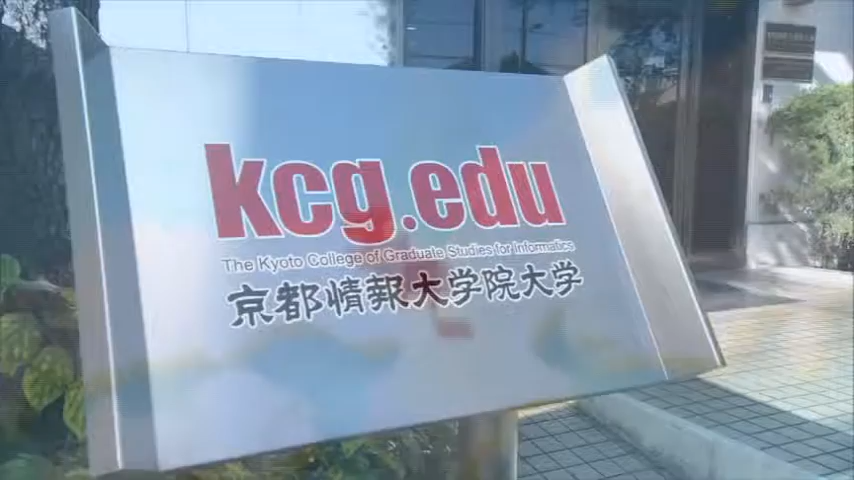 kcg.edu
The Kyoto College of Graduate Studies for Informatics
京都情報大学院大学